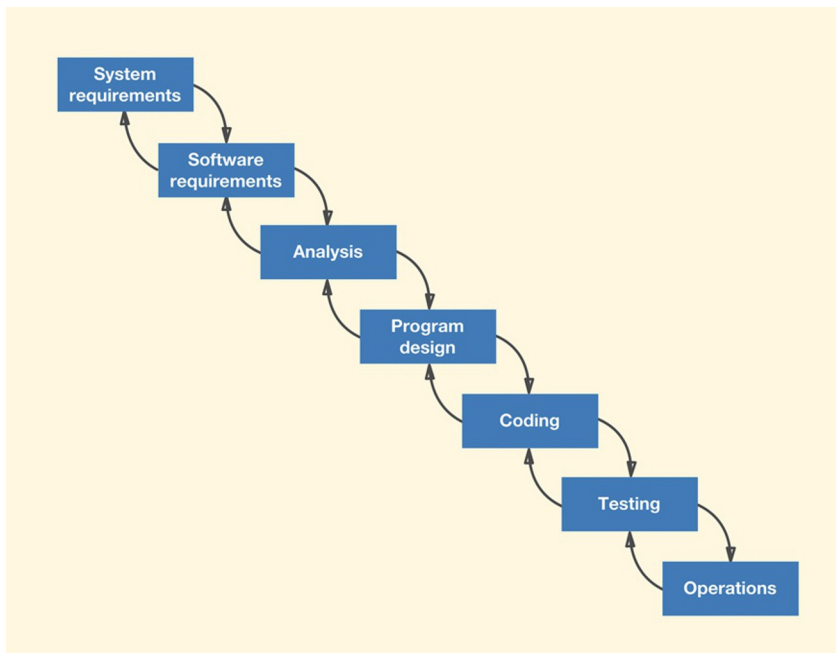 System
requirements
Software
requirements
Analysis
Program
design
Coding
Testing
Operations